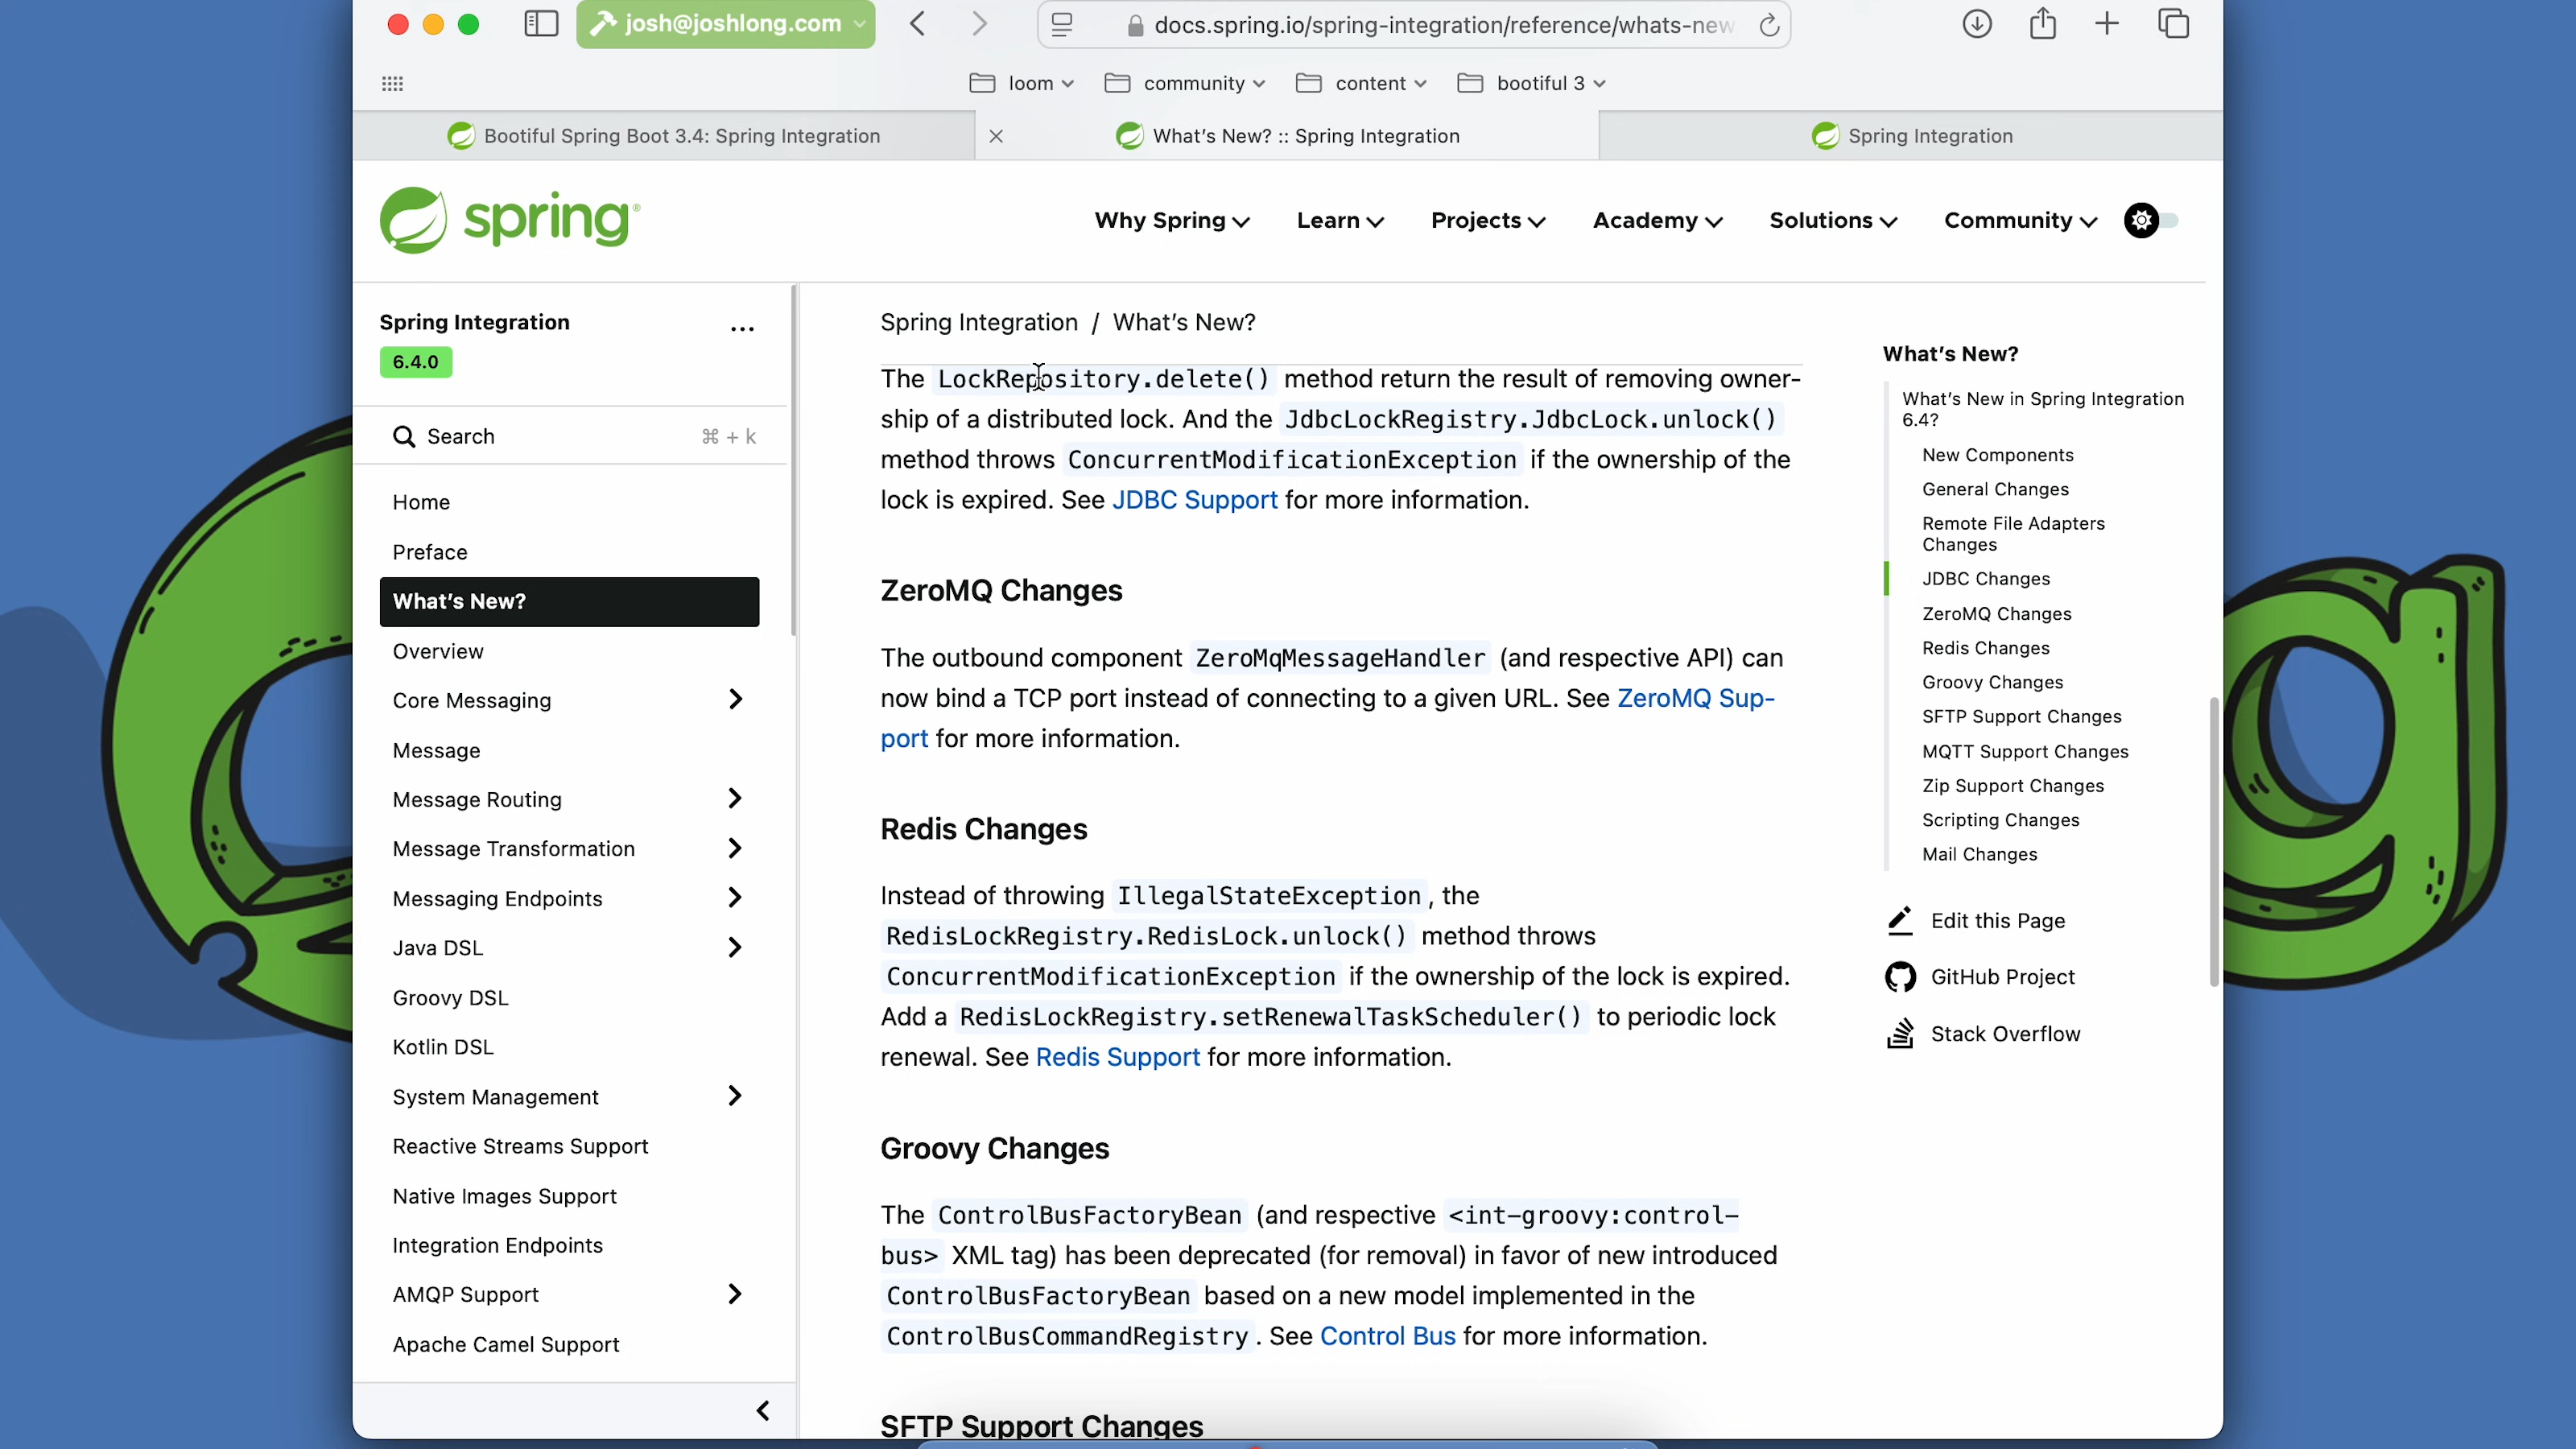 josh@joshlong.com
docs.spring.io/spring-integration/reference/whats-new
loom
community
content
bootiful 3
Bootiful Spring Boot 3.4: Spring Integration
What's New? :: Spring Integration
Spring Integration
spring
Why Spring
Learn
Projects
Academy
Solutions
Community
Spring Integration
...
6.4.0
Search
⌘ + k
Home
Preface
What's New?
Overview
Core Messaging
Message
Message Routing
Message Transformation
Messaging Endpoints
Java DSL
Groovy DSL
Kotlin DSL
System Management
Reactive Streams Support
Native Images Support
Integration Endpoints
AMQP Support
Apache Camel Support
Spring Integration / What's New?
The LockRepository.delete() method return the result of removing owner-
ship of a distributed lock. And the JdbcLockRegistry.JdbcLock.unlock()
method throws ConcurrentModificationException if the ownership of the
lock is expired. See JDBC Support for more information.
ZeroMQ Changes
The outbound component ZeroMqMessageHandler (and respective API) can
now bind a TCP port instead of connecting to a given URL. See ZeroMQ Sup-
port for more information.
Redis Changes
Instead of throwing IllegalStateException, the
RedisLockRegistry.RedisLock.unlock() method throws
ConcurrentModificationException if the ownership of the lock is expired.
Add a RedisLockRegistry.setRenewalTaskScheduler() to periodic lock
renewal. See Redis Support for more information.
Groovy Changes
The ControlBusFactoryBean (and respective <int-groovy:control-
bus> XML tag) has been deprecated (for removal) in favor of new introduced
ControlBusFactoryBean based on a new model implemented in the
ControlBusCommandRegistry. See Control Bus for more information.
SFTP Support Changes
What's New?
What's New in Spring Integration
6.4?
New Components
General Changes
Remote File Adapters
Changes
JDBC Changes
ZeroMQ Changes
Redis Changes
Groovy Changes
SFTP Support Changes
MQTT Support Changes
Zip Support Changes
Scripting Changes
Mail Changes
Edit this Page
GitHub Project
Stack Overflow